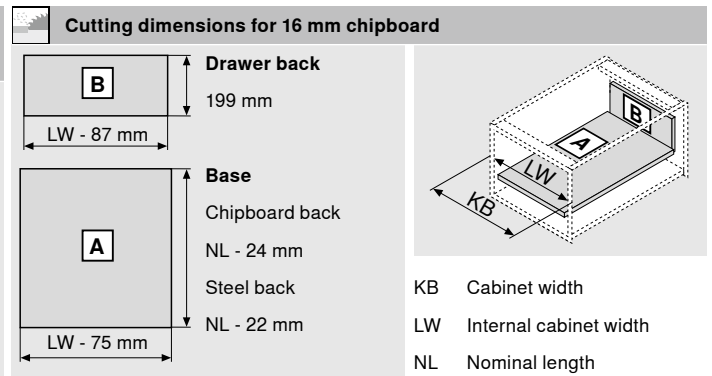 Cutting dimensions for 16 mm chipboard
B
LW - 87 mm
Drawer back
199 mm
A
LW - 75 mm
Base
Chipboard back
NL - 24 mm
Steel back
NL - 22 mm
B
A
LW
KB
KB Cabinet width
LW Internal cabinet width
NL Nominal length